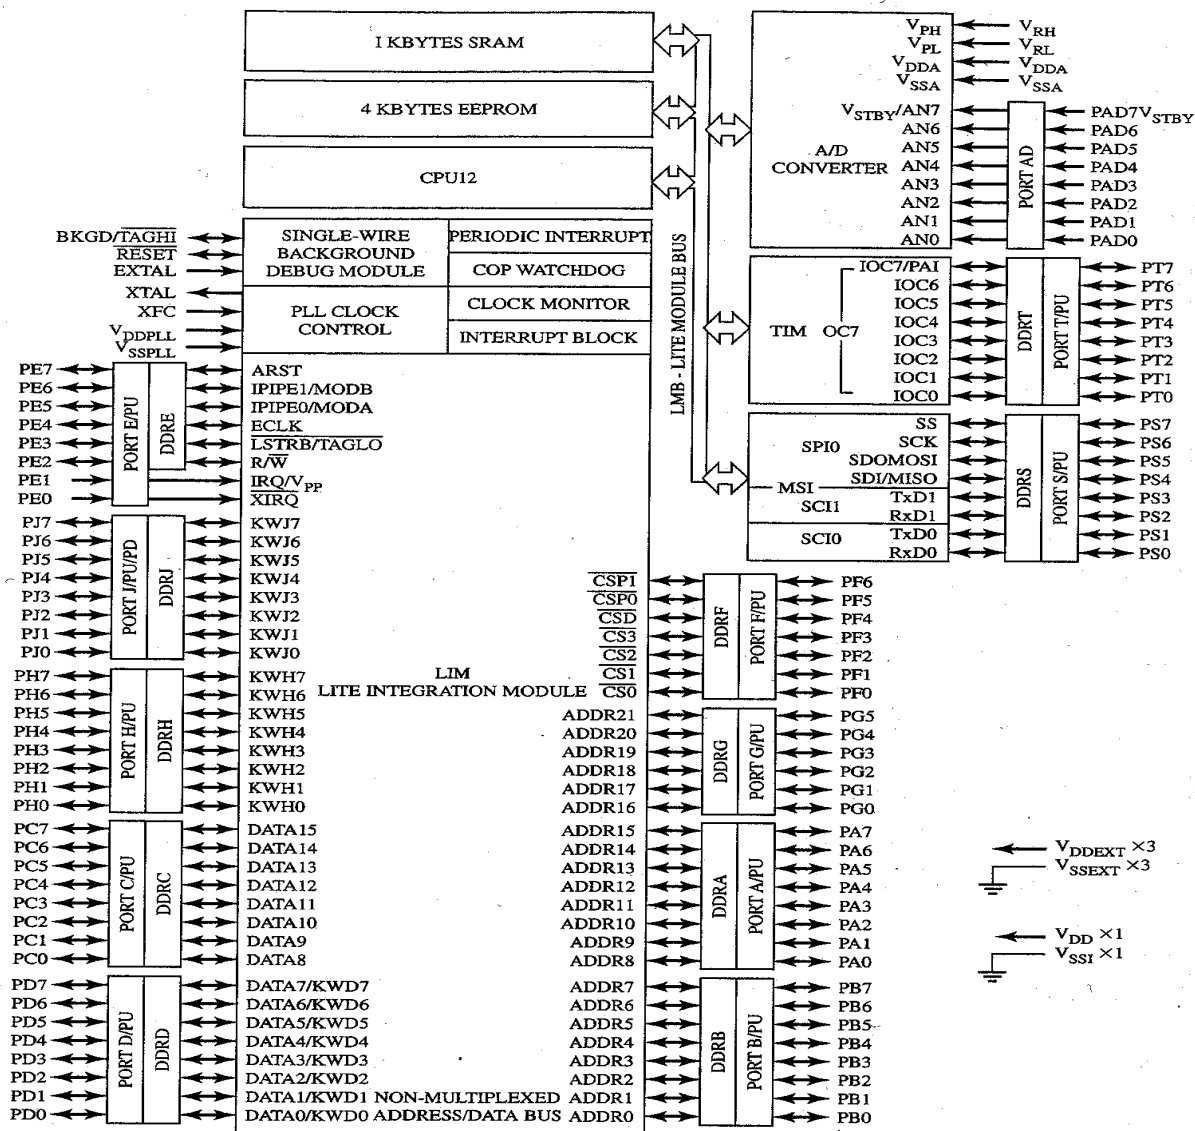 1 KBYTES SRAM
4 KBYTES EEPROM
CPU12
BKGD/TAGHI
RESET
EXTAL
XTAL
XFC
VDDPLL
VSSPLL
SINGLE-WIRE
BACKGROUND
DEBUG MODULE
PLL CLOCK
CONTROL
PERIODIC INTERRUPT
COP WATCHDOG
CLOCK MONITOR
INTERRUPT BLOCK
LMB - LITE MODULE BUS
VPH VRH
VPL VRL
VDDA VDDA
VSSA VSSA
A/D
CONVERTER
PORT AD
VSTBY/AN7 PAD7VSTBY
AN6 PAD6
AN5 PAD5
AN4 PAD4
AN3 PAD3
AN2 PAD2
AN1 PAD1
AN0 PAD0
TIM OC7
DDRT
PORT T/PU
IOC7/PAI PT7
IOC6 PT6
IOC5 PT5
IOC4 PT4
IOC3 PT3
IOC2 PT2
IOC1 PT1
IOC0 PT0
SPI0
MSI
SCI1
SCI0
DDRS
PORT S/PU
SS PS7
SCK PS6
SDOMOSI PS5
SDI/MISO PS4
TxD1 PS3
RxD1 PS2
TxD0 PS1
RxD0 PS0
PORT E/PU
DDRE
PE7 ARST
PE6 IPIPE1/MODB
PE5 IPIPE0/MODA
PE4 ECLK
PE3 LSTRB/TAGLO
PE2 R/W
PE1 IRQ/VPP
PE0 XIRQ
PORT J/PU/PD
DDRJ
PJ7 KWJ7
PJ6 KWJ6
PJ5 KWJ5
PJ4 KWJ4
PJ3 KWJ3
PJ2 KWJ2
PJ1 KWJ1
PJ0 KWJ0
PORT H/PU
DDRH
PH7 KWH7
PH6 KWH6
PH5 KWH5
PH4 KWH4
PH3 KWH3
PH2 KWH2
PH1 KWH1
PH0 KWH0
PORT C/PU
DDRC
PC7 DATA15
PC6 DATA14
PC5 DATA13
PC4 DATA12
PC3 DATA11
PC2 DATA10
PC1 DATA9
PC0 DATA8
PORT D/PU
DDRD
PD7 DATA7/KWD7
PD6 DATA6/KWD6
PD5 DATA5/KWD5
PD4 DATA4/KWD4
PD3 DATA3/KWD3
PD2 DATA2/KWD2
PD1 DATA1/KWD1
PD0 DATA0/KWD0
LIM
LITE INTEGRATION MODULE
NON-MULTIPLEXED
ADDRESS/DATA BUS
DDRF
PORT F/PU
CSP1 PF6
CSP0 PF5
CSD PF4
CS3 PF3
CS2 PF2
CS1 PF1
CS0 PF0
DDRG
PORT G/PU
ADDR21 PG5
ADDR20 PG4
ADDR19 PG3
ADDR18 PG2
ADDR17 PG1
ADDR16 PG0
DDRA
PORT A/PU
ADDR15 PA7
ADDR14 PA6
ADDR13 PA5
ADDR12 PA4
ADDR11 PA3
ADDR10 PA2
ADDR9 PA1
ADDR8 PA0
DDRB
PORT B/PU
ADDR7 PB7
ADDR6 PB6
ADDR5 PB5
ADDR4 PB4
ADDR3 PB3
ADDR2 PB2
ADDR1 PB1
ADDR0 PB0
VDDEXT ×3
VSSEXT ×3
VDD ×1
VSSI ×1